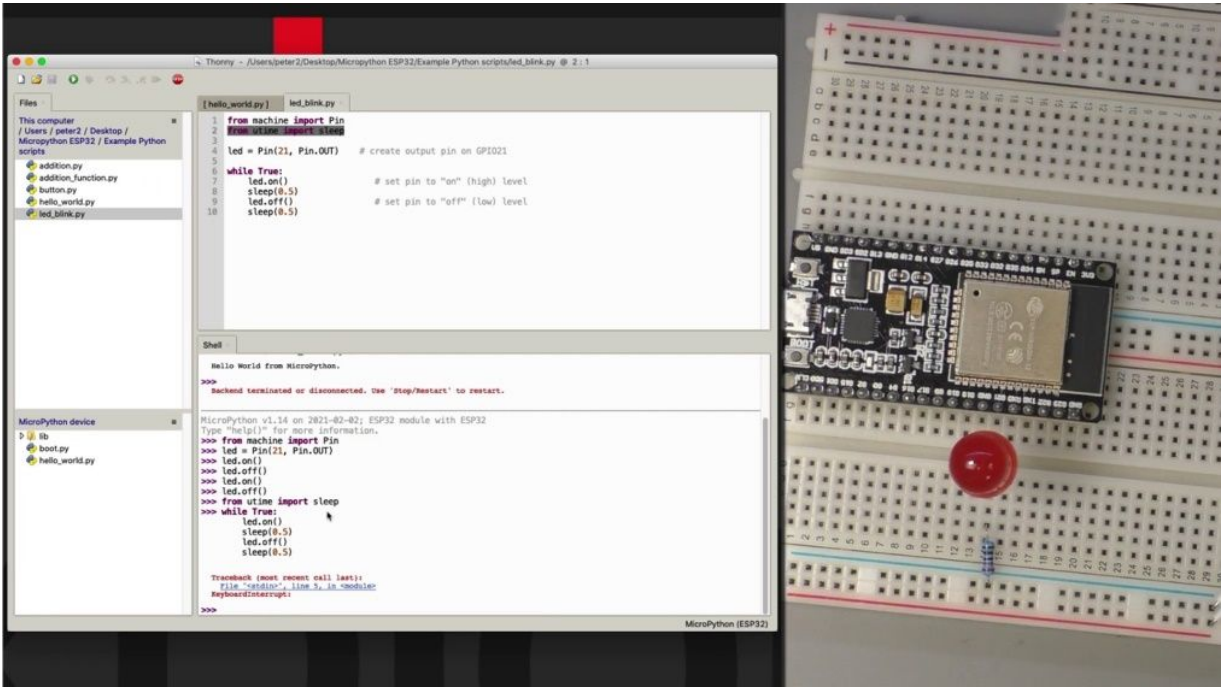 Thonny - /Users/peter2/Desktop/Micropython ESP32/Example Python scripts/led_blink.py @ 2 : 1
Files
This computer
/ Users / peter2 / Desktop /
Micropython ESP32 / Example Python
scripts
addition.py
addition_function.py
button.py
hello_world.py
led_blink.py
MicroPython device
lib
boot.py
hello_world.py
[ hello_world.py ] led_blink.py
1 from machine import Pin
2 from utime import sleep
3
4 led = Pin(21, Pin.OUT) # create output pin on GPIO21
5
6 while True:
7 led.on() # set pin to "on" (high) level
8 sleep(0.5)
9 led.off() # set pin to "off" (low) level
10 sleep(0.5)
Shell
Hello World from MicroPython.
>>>
Backend terminated or disconnected. Use 'Stop/Restart' to restart.
MicroPython v1.14 on 2021-02-02; ESP32 module with ESP32
Type "help()" for more information.
>>> from machine import Pin
>>> led = Pin(21, Pin.OUT)
>>> led.on()
>>> led.off()
>>> led.on()
>>> led.off()
>>> from utime import sleep
>>> while True:
led.on()
sleep(0.5)
led.off()
sleep(0.5)
Traceback (most recent call last):
File "<stdin>", line 5, in <module>
KeyboardInterrupt:
>>>
MicroPython (ESP32)
BOOT